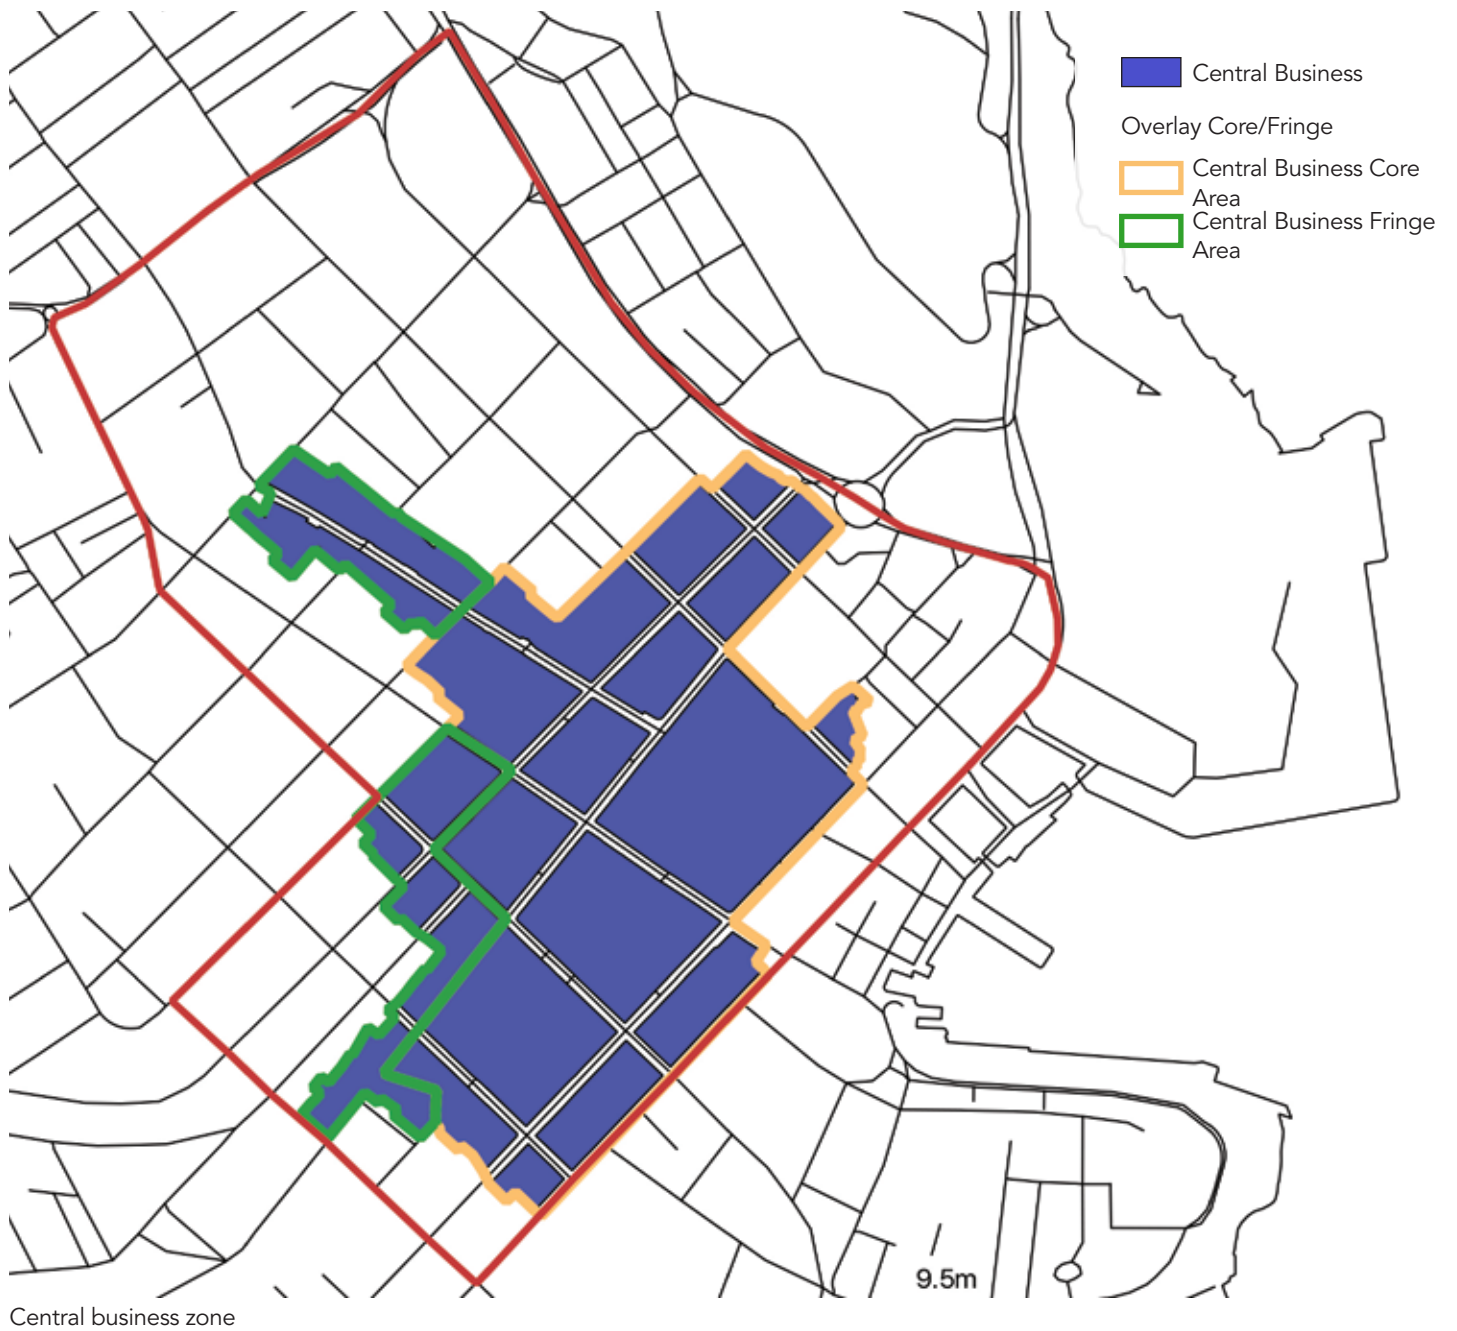 Central Business
Overlay Core/Fringe
Central Business Core
Area
Central Business Fringe
Area
9.5m
Central business zone